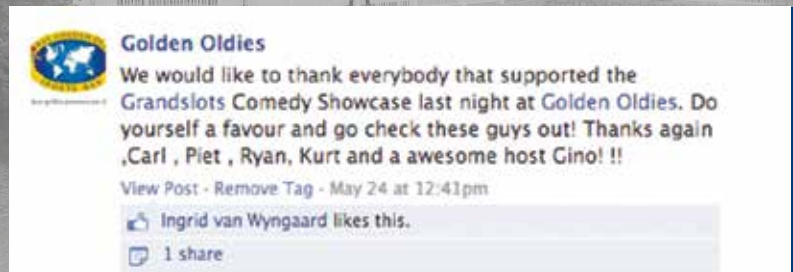 Golden Oldies
We would like to thank everybody that supported the
Grandslots Comedy Showcase last night at Golden Oldies. Do
yourself a favour and go check these guys out! Thanks again
,Carl , Piet , Ryan, Kurt and a awesome host Gino! !!
View Post - Remove Tag - May 24 at 12:41pm
Ingrid van Wyngaard likes this.
1 share